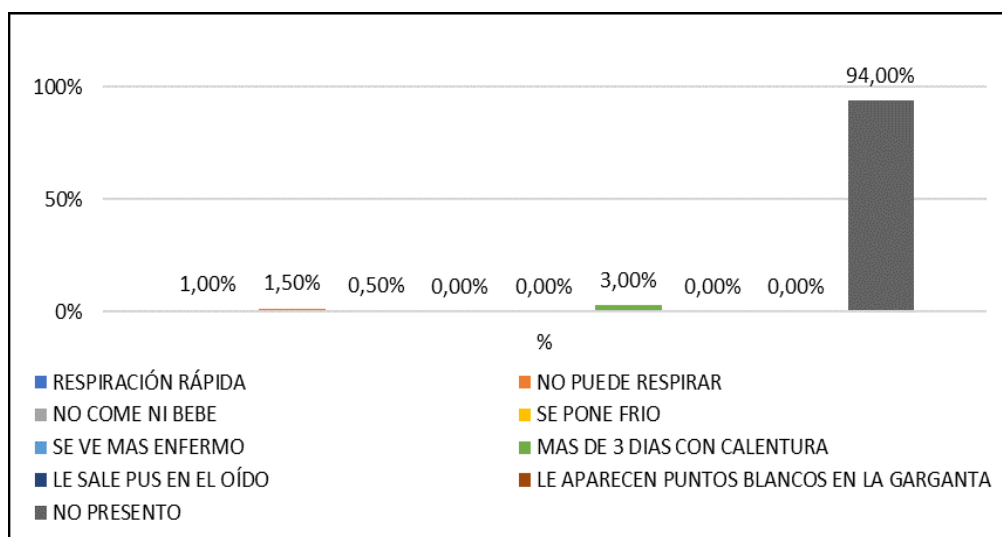 94,00%
100%
50%
1,00% 1,50% 0,50% 0,00% 0,00% 3,00% 0,00% 0,00%
0%
%
RESPIRACIÓN RÁPIDA NO PUEDE RESPIRAR
NO COME NI BEBE SE PONE FRIO
SE VE MAS ENFERMO MAS DE 3 DIAS CON CALENTURA
LE SALE PUS EN EL OÍDO LE APARECEN PUNTOS BLANCOS EN LA GARGANTA
NO PRESENTO